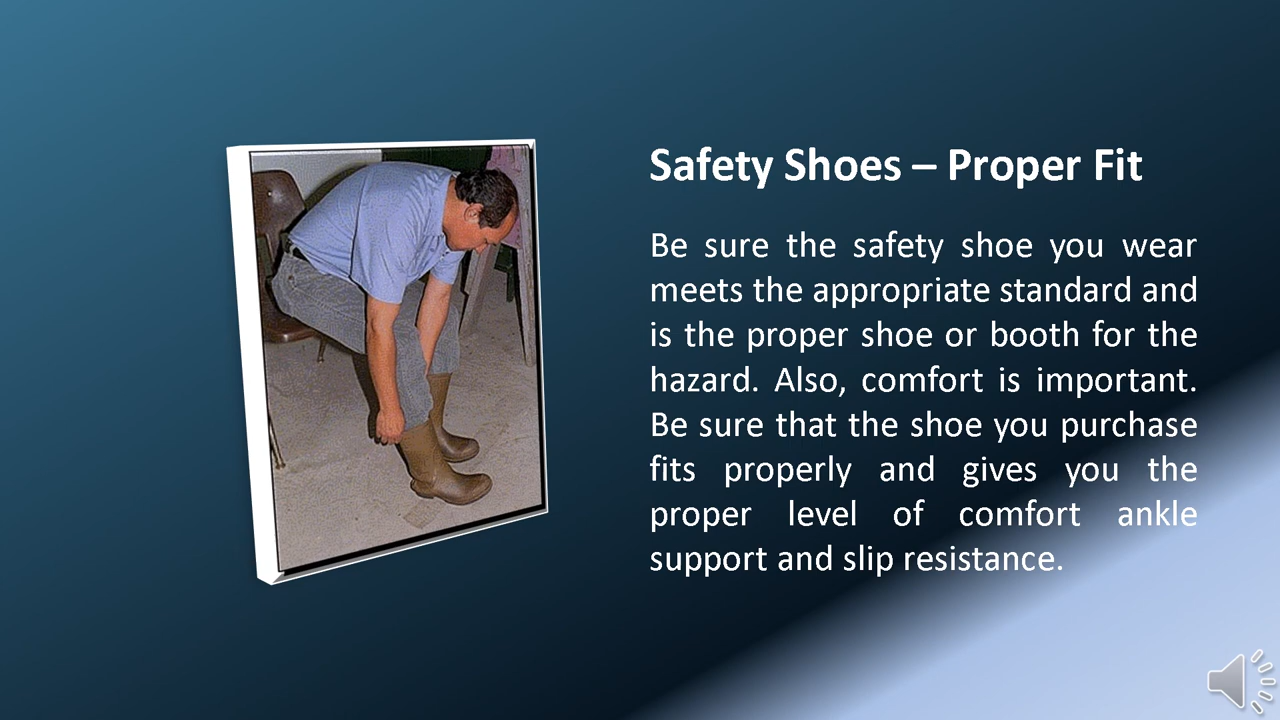 Safety Shoes – Proper Fit
Be sure the safety shoe you wear
meets the appropriate standard and
is the proper shoe or booth for the
hazard. Also, comfort is important.
Be sure that the shoe you purchase
fits properly and gives you the
proper level of comfort ankle
support and slip resistance.